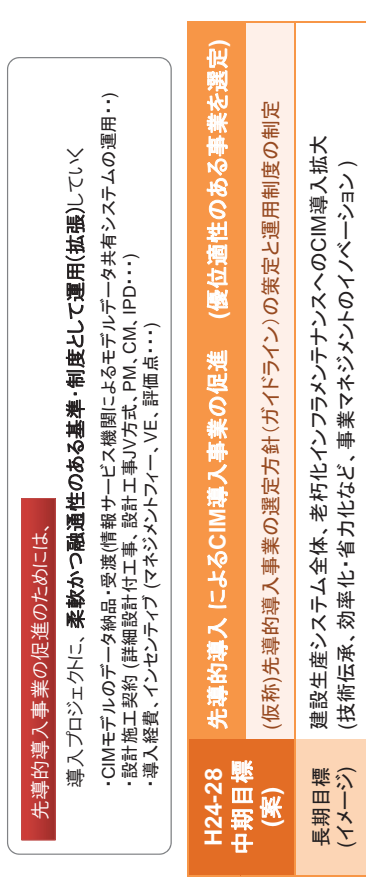 先導的導入事業の促進のためには、
導入プロジェクトに、柔軟かつ融通性のある基準・制度として運用(拡張)していく
・CIMモデルのデータ納品・受渡(情報サービス機関によるモデルデータ共有システムの運用・・)
・設計施工契約 (詳細設計付工事、設計工事JV方式、PM、CM、IPD・・・)
・導入経費、インセンティブ (マネジメントフィー、VE、評価点・・・)
H24-28
中期目標
(案)
先導的導入 によるCIM導入事業の促進 (優位適性のある事業を選定)
(仮称)先導的導入事業の選定方針(ガイドライン)の策定と運用制度の制定
長期目標
(イメージ)
建設生産システム全体、老朽化インフラメンテナンスへのCIM導入拡大
(技術伝承、効率化・省力化など、事業マネジメントのイノベーション )